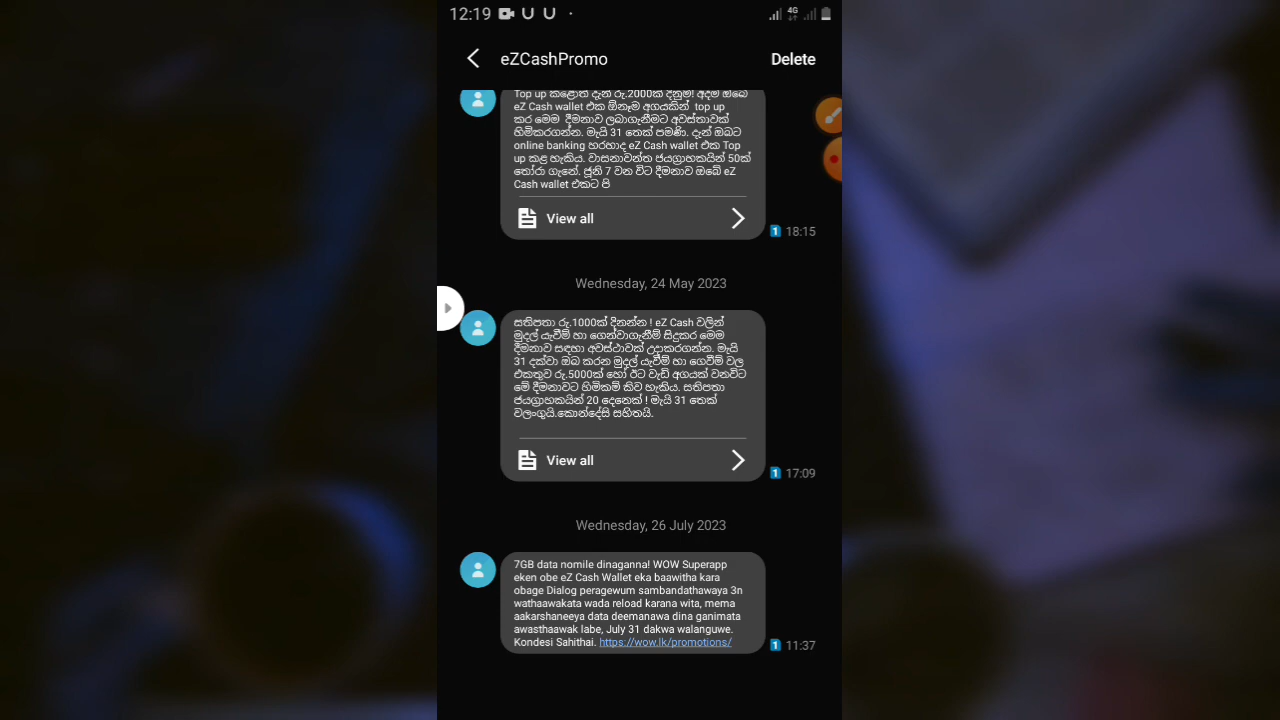 12:19
4G
eZCashPromo
Delete
Top up කළොත් දැන් රු.2000ක් දිනුම්! අදම ඔබේ
eZ Cash wallet එක ඕනෑම අගයකින් top up
කර මෙම දීමනාව ලබාගැනීමට අවස්තාවක්
හිමිකරගන්න. මැයි 31 තෙක් පමණි. දැන් ඔබට
online banking හරහාද eZ Cash wallet එක Top
up කළ හැකිය. වාසනාවන්ත ජයග්‍රාහකයින් 50ක්
තෝරා ගැනේ. ජූනි 7 වන විට දීමනාව ඔබේ eZ
Cash wallet එකට පි
View all
1 18:15
Wednesday, 24 May 2023
සතිපතා රු.1000ක් දිනන්න ! eZ Cash වලින්
මුදල් යැවීම් හා ගෙන්වාගැනීම් සිදුකර මෙම
දීමනාව සඳහා අවස්ථාවක් උදාකරගන්න. මැයි
31 දක්වා ඔබ කරන මුදල් යැවීම් හා ගෙවීම් වල
එකතුව රු.5000ක් හෝ ඊට වැඩි අගයක් වනවිට
මේ දීමනාවට හිමිකම් කිව හැකිය. සතිපතා
ජයග්‍රාහකයින් 20 දෙනෙක් ! මැයි 31 තෙක්
වලංගුයි.කොන්දේසි සහිතයි.
View all
1 17:09
Wednesday, 26 July 2023
7GB data nomile dinaganna! WOW Superapp
eken obe eZ Cash Wallet eka baawitha kara
obage Dialog peragewum sambandathawaya 3n
wathaawakata wada reload karana wita, mema
aakarshaneeya data deemanawa dina ganimata
awasthaawak labe, July 31 dakwa walanguwe.
Kondesi Sahithai. https://wow.lk/promotions/
1 11:37